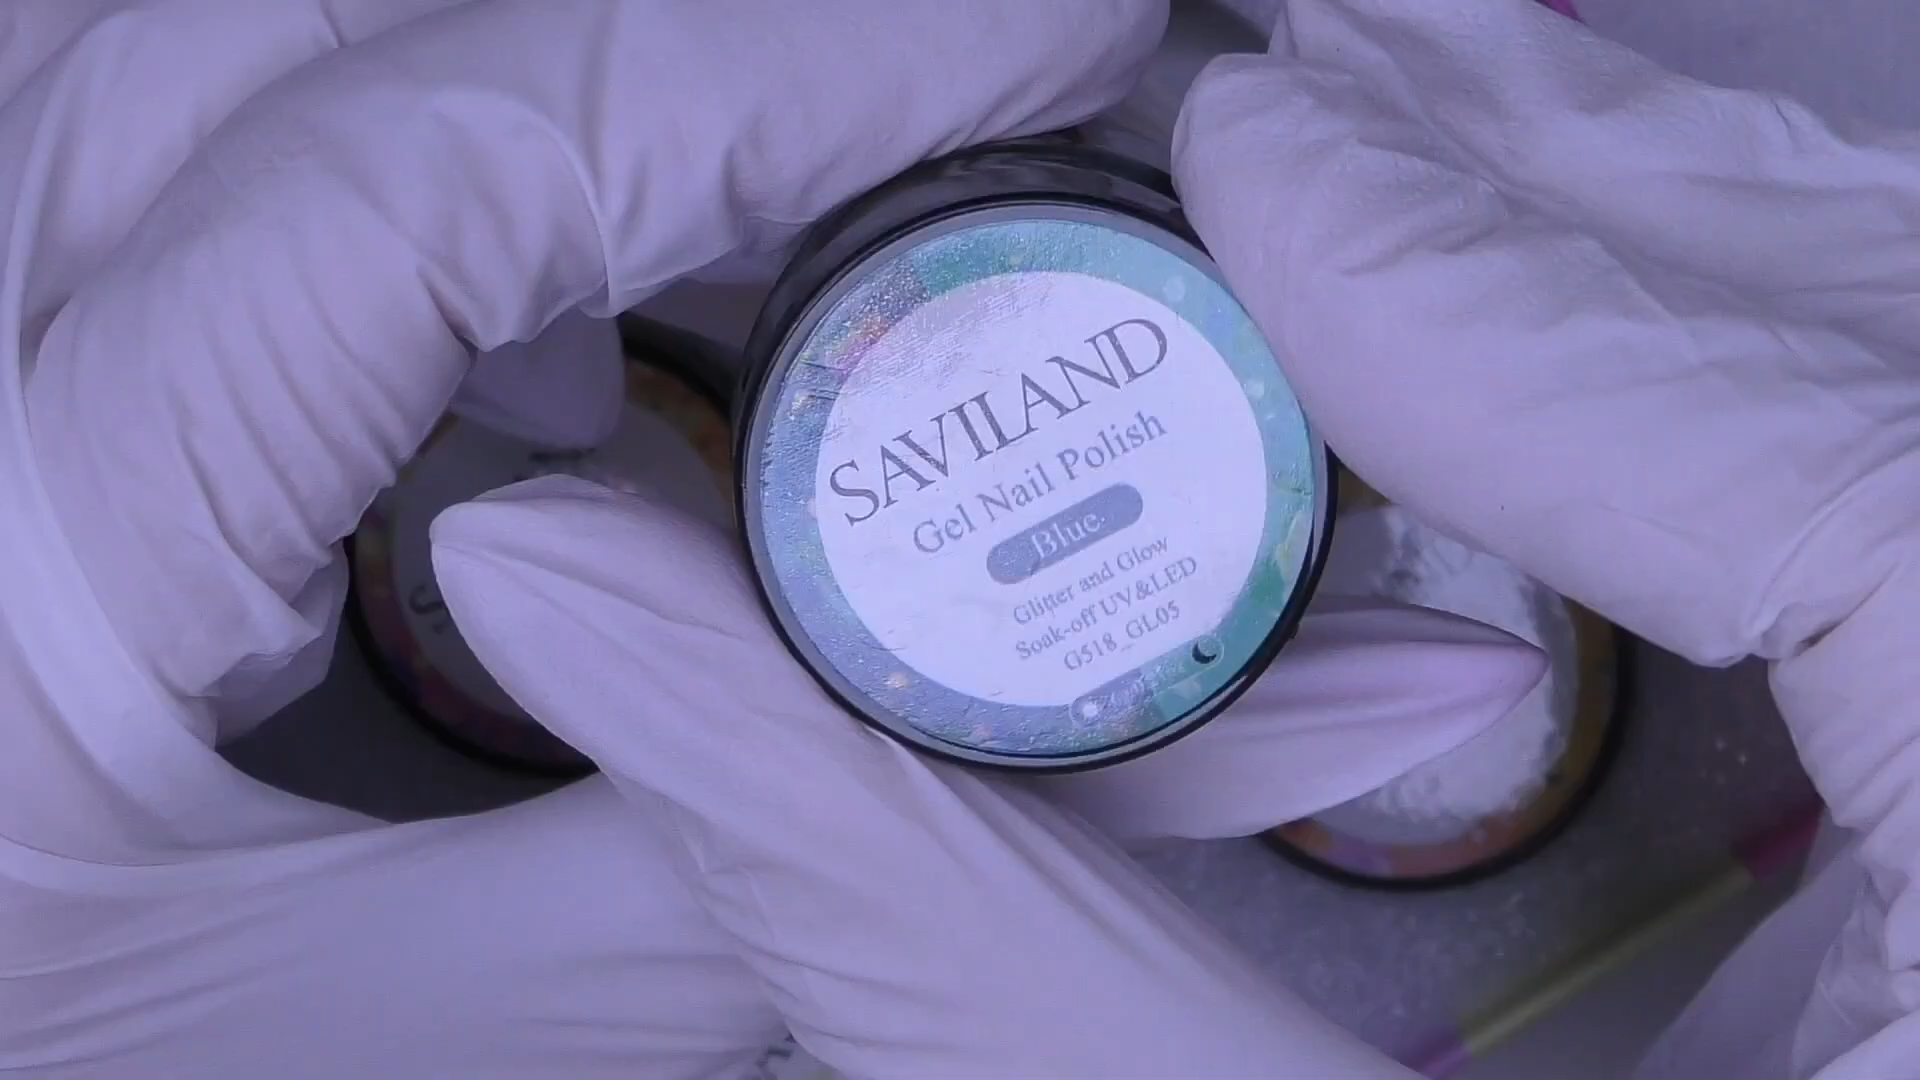 SAVILAND
Gel Nail Polish
Blue
Glitter and Glow
Soak-off UV&LED
G518_GL05